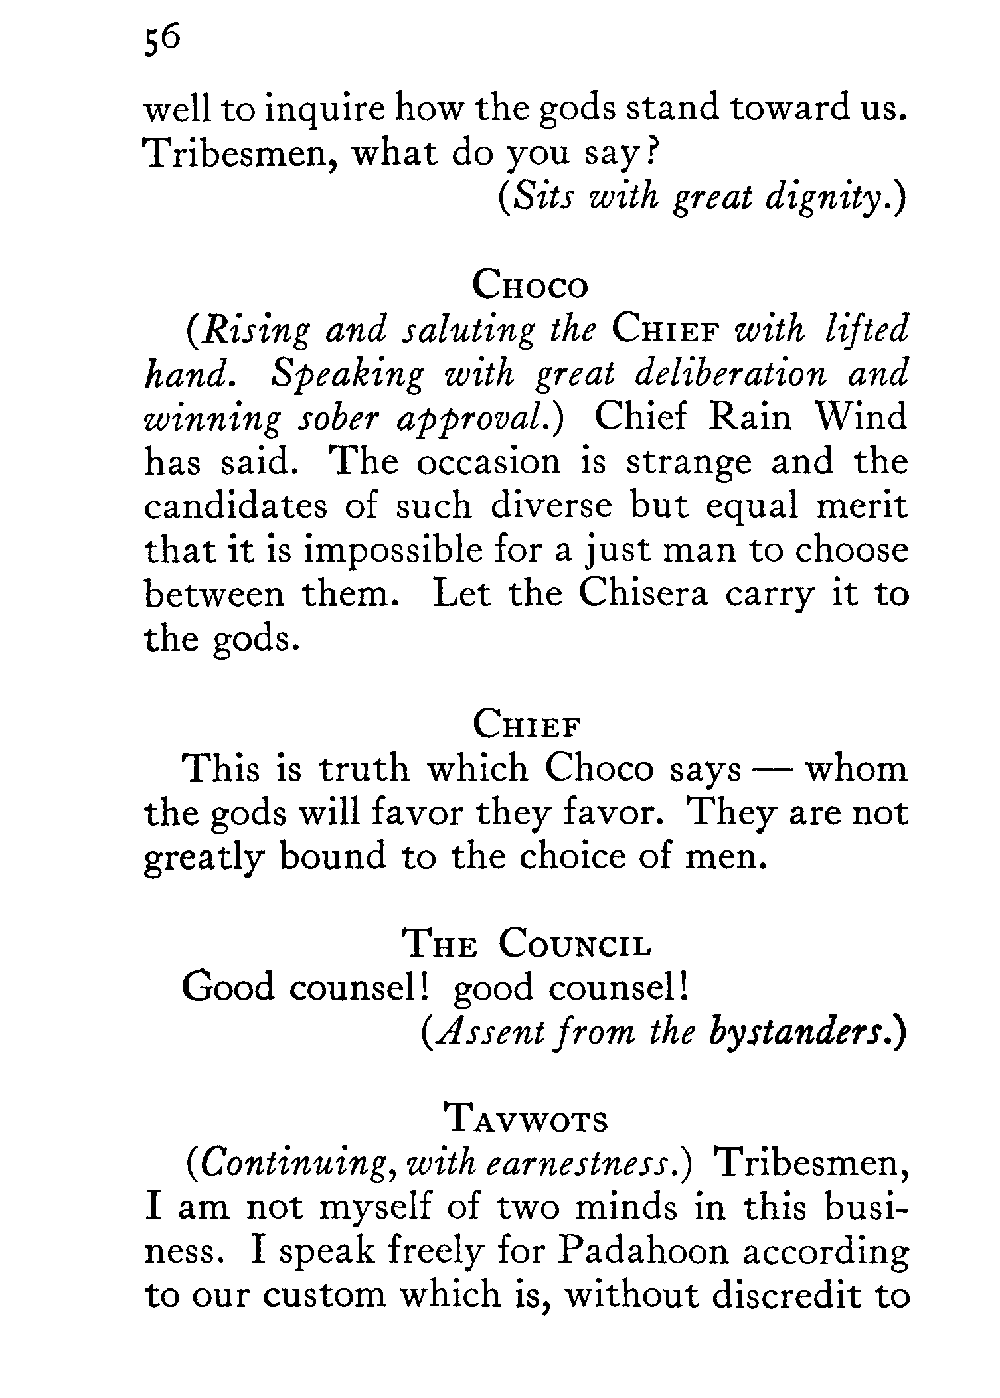 56
well to inquire how the gods stand toward us.
Tribesmen, what do you say?
(Sits with great dignity.)
CHOCO
(Rising and saluting the CHIEF with lifted
hand. Speaking with great deliberation and
winning sober approval.) Chief Rain Wind
has said. The occasion is strange and the
candidates of such diverse but equal merit
that it is impossible for a just man to choose
between them. Let the Chisera carry it to
the gods.
CHIEF
This is truth which Choco says — whom
the gods will favor they favor. They are not
greatly bound to the choice of men.
THE COUNCIL
Good counsel! good counsel!
(Assent from the bystanders.)
TAVWOTS
(Continuing, with earnestness.) Tribesmen,
I am not myself of two minds in this busi-
ness. I speak freely for Padahoon according
to our custom which is, without discredit to